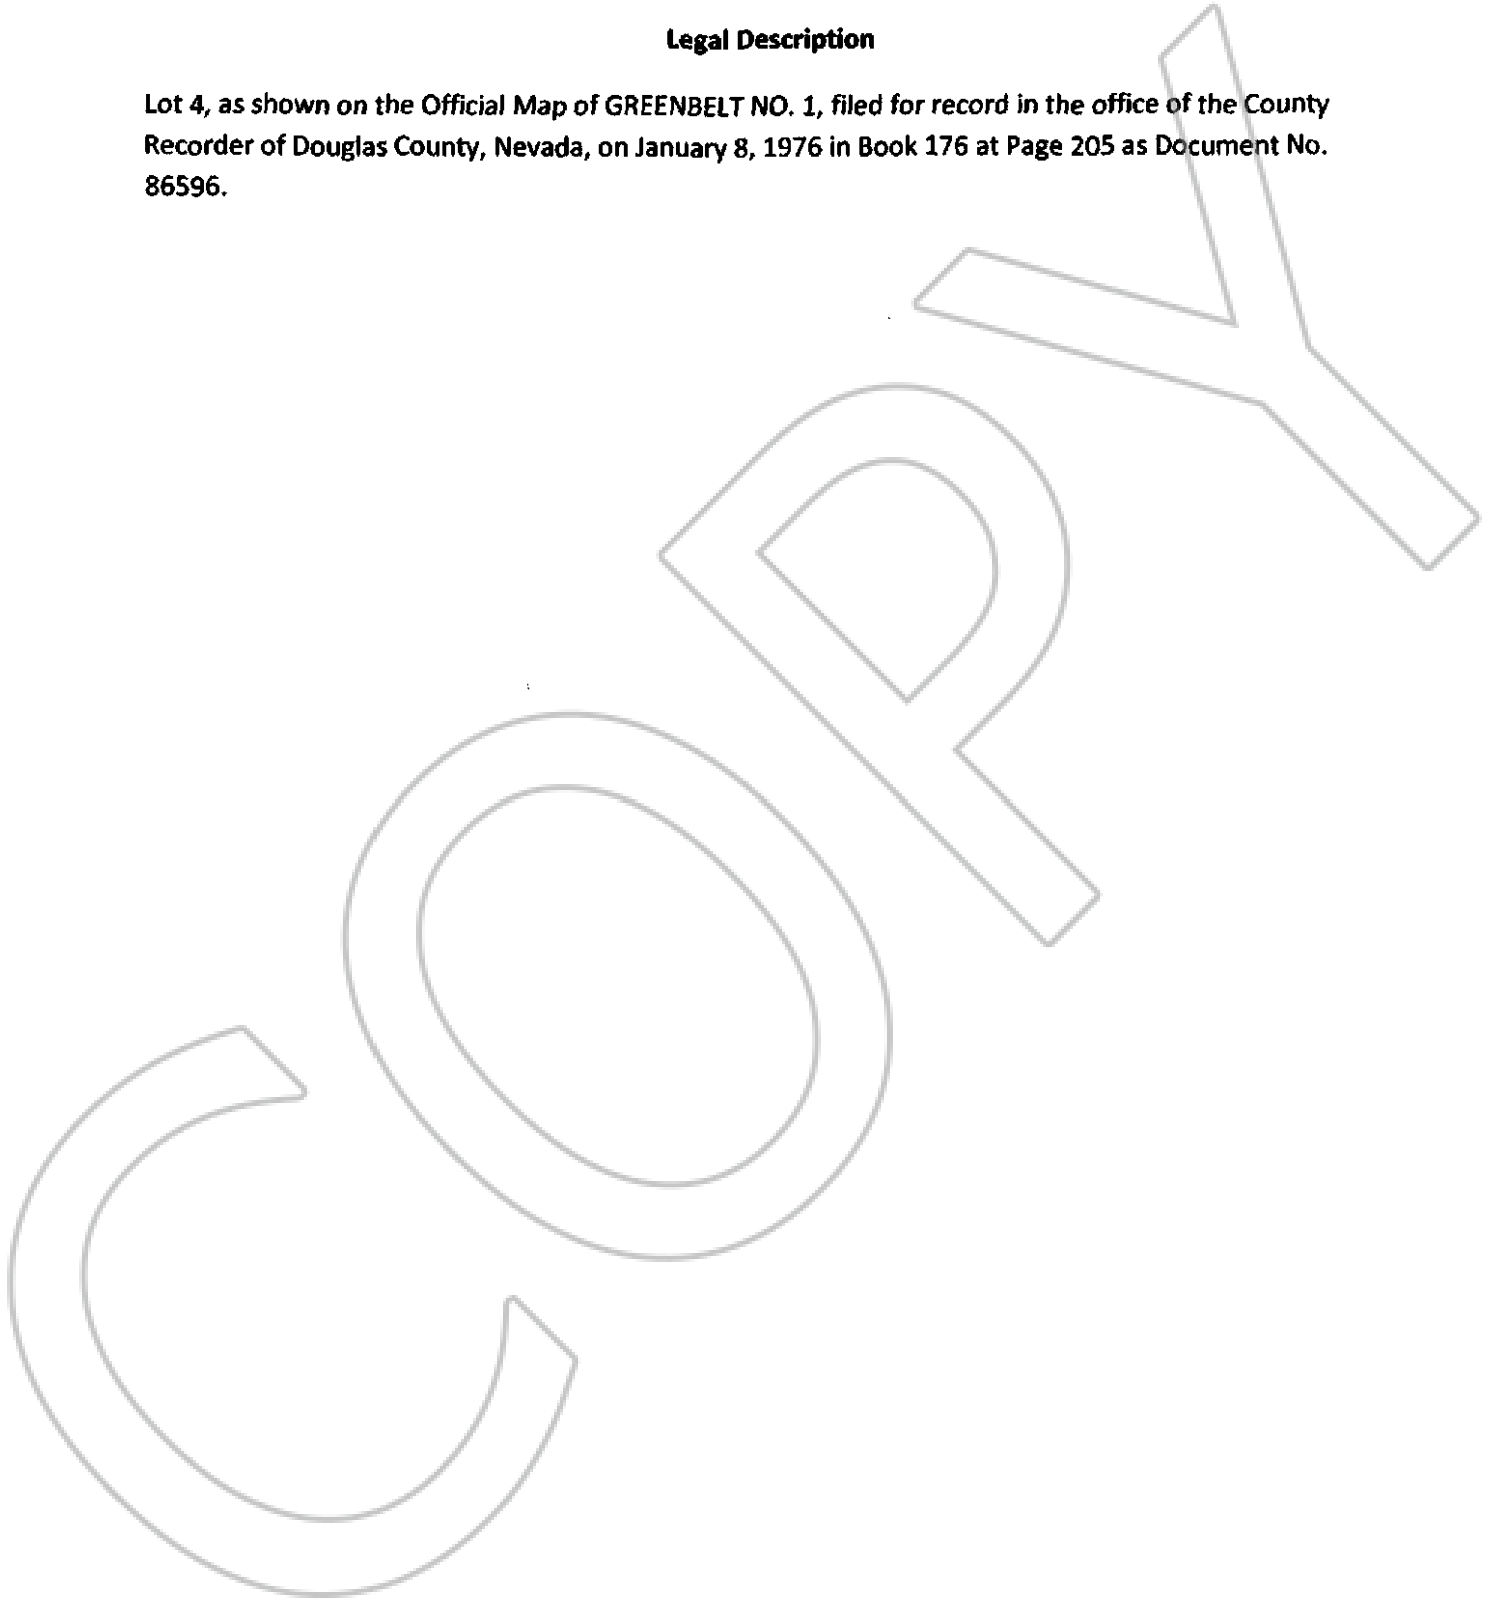 Legal Description
Lot 4, as shown on the Official Map of GREENBELT NO. 1, filed for record in the office of the County
Recorder of Douglas County, Nevada, on January 8, 1976 in Book 176 at Page 205 as Document No.
86596.
COPY